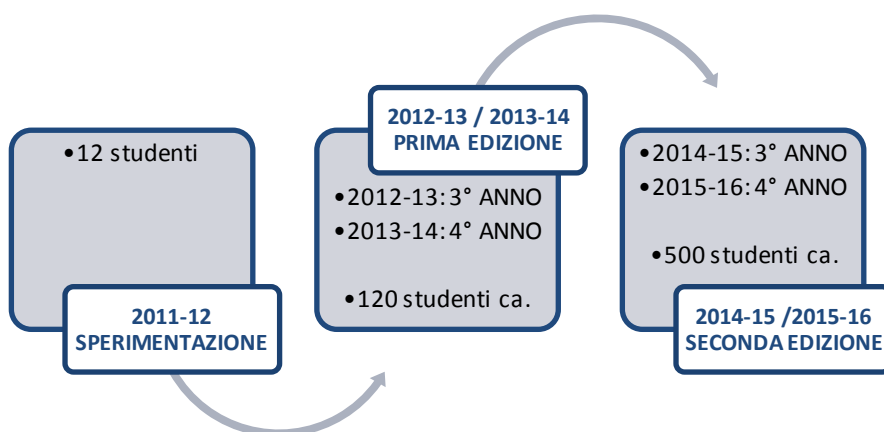 •12 studenti
2011-12
SPERIMENTAZIONE
2012-13 / 2013-14
PRIMA EDIZIONE
•2012-13:3° ANNO
•2013-14:4° ANNO
•120 studenti ca.
•2014-15:3° ANNO
•2015-16:4° ANNO
•500 studenti ca.
2014-15 /2015-16
SECONDA EDIZIONE